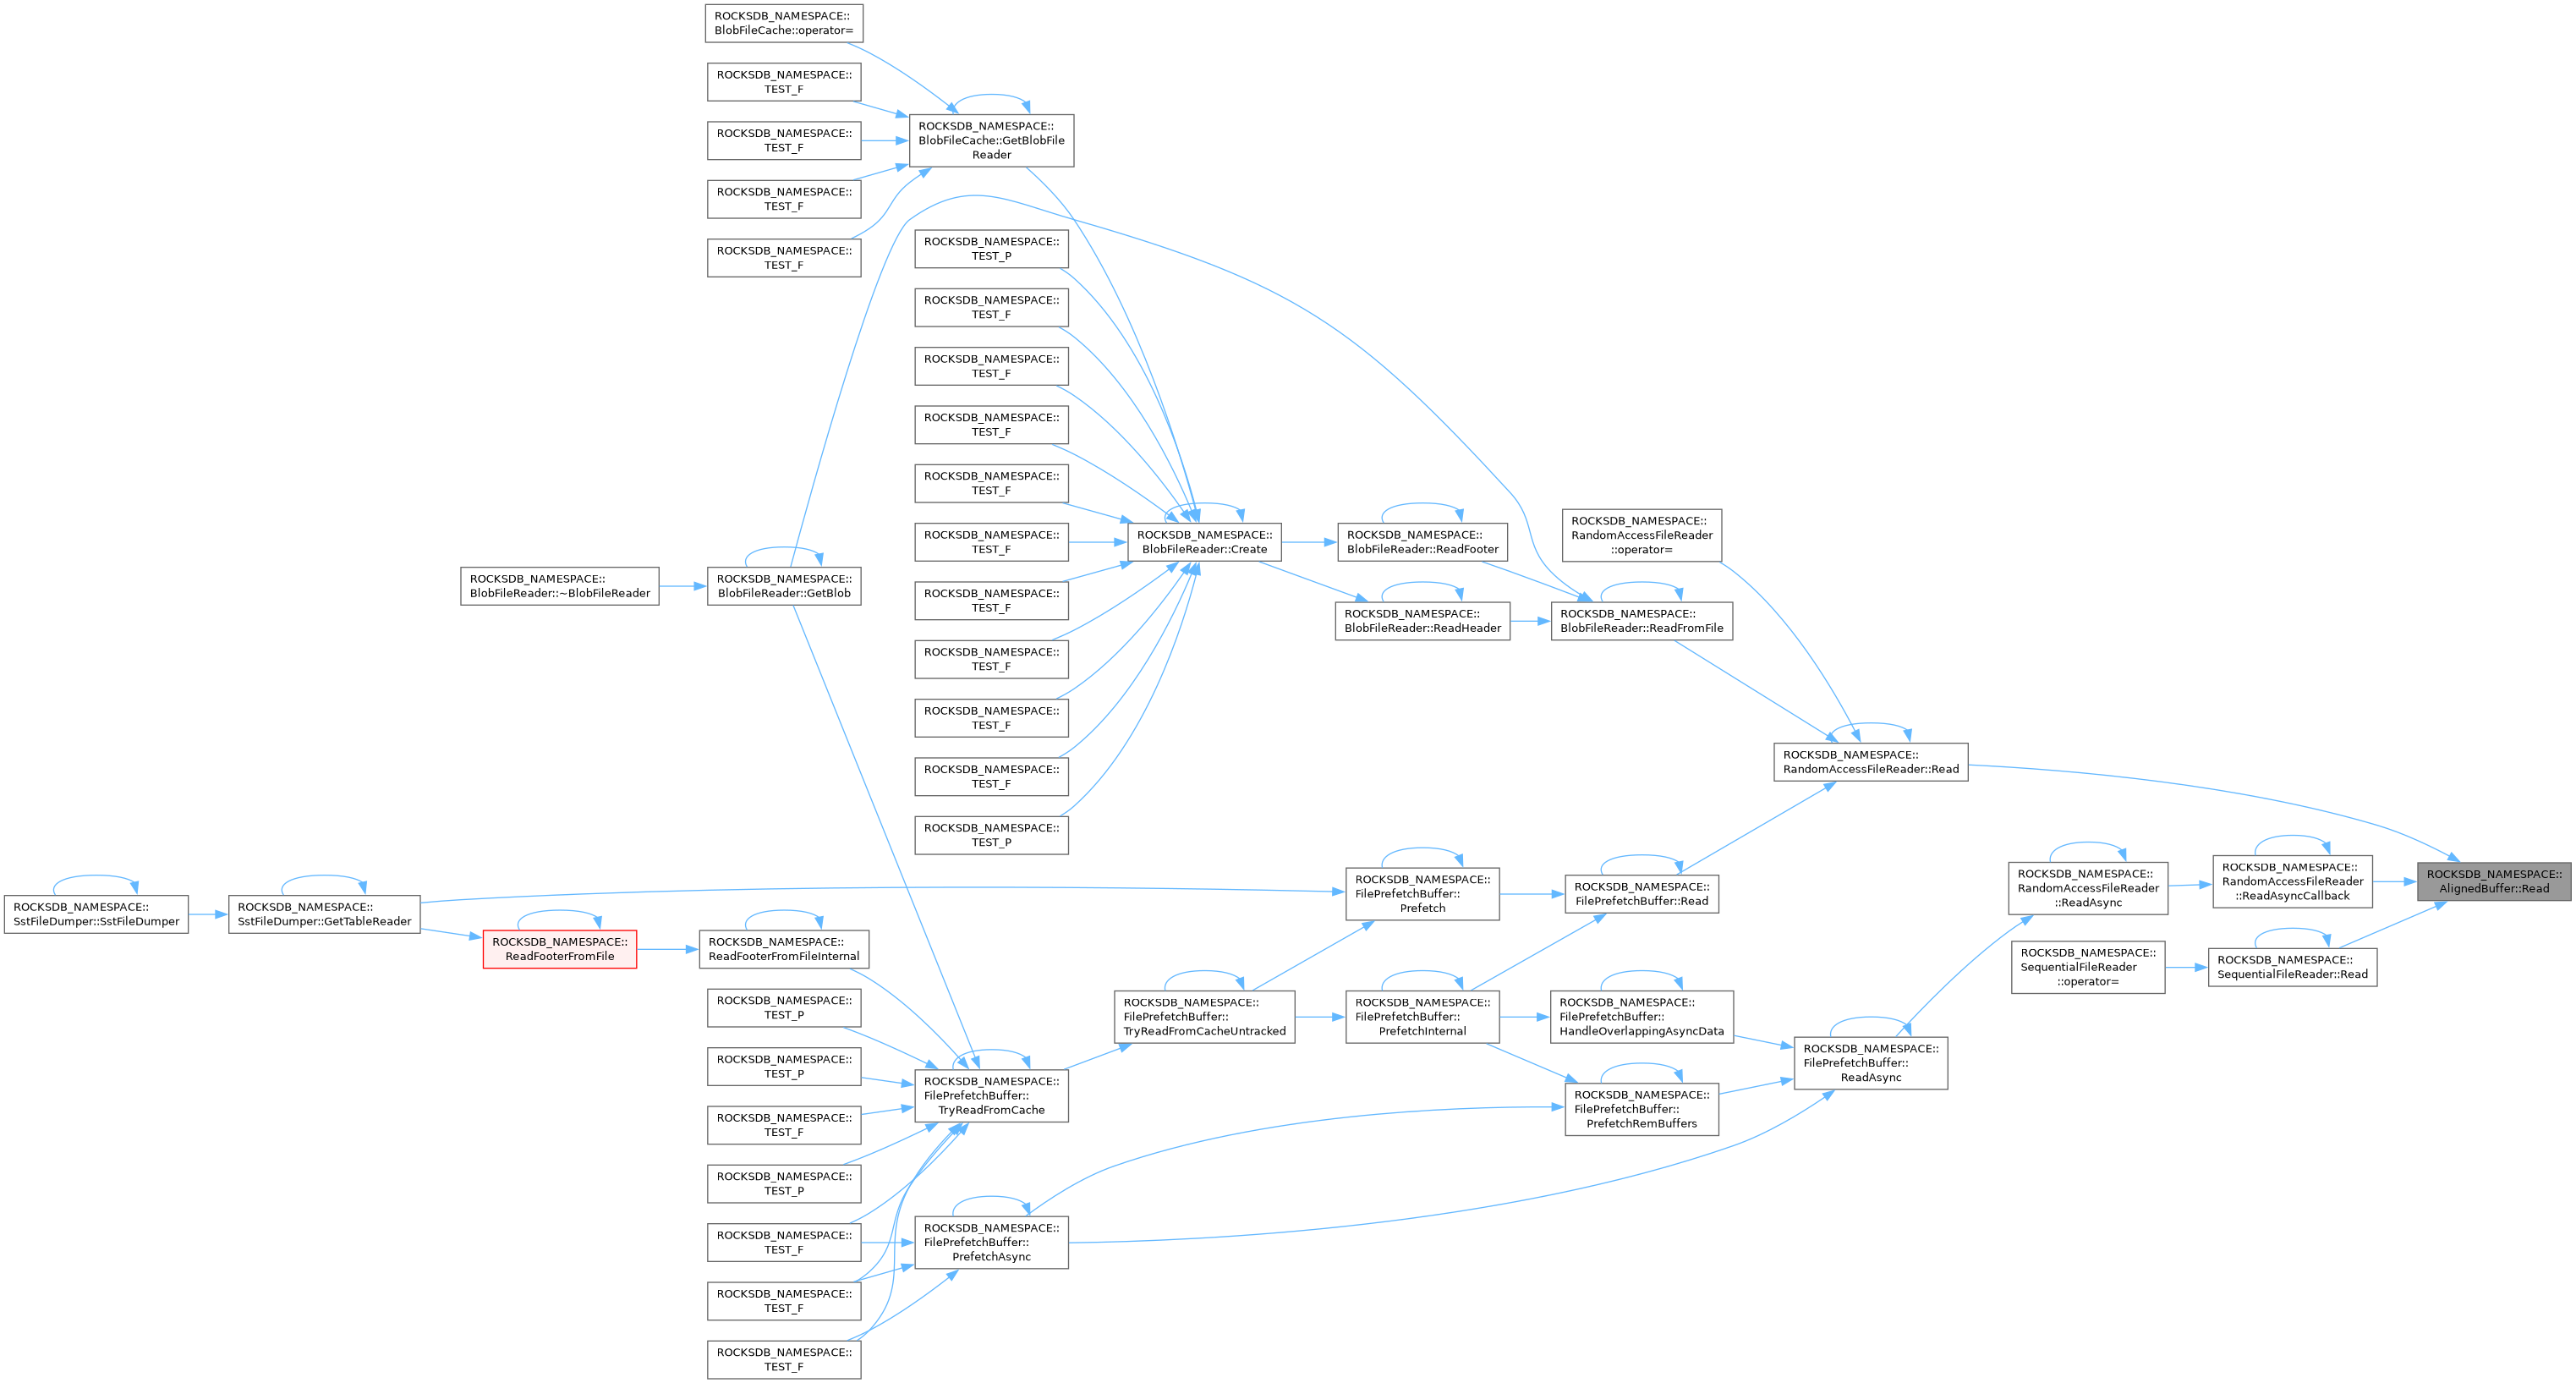 ROCKSDB_NAMESPACE::
BlobFileCache::operator=
ROCKSDB_NAMESPACE::
TEST_F
ROCKSDB_NAMESPACE::
TEST_F
ROCKSDB_NAMESPACE::
TEST_F
ROCKSDB_NAMESPACE::
TEST_F
ROCKSDB_NAMESPACE::
BlobFileCache::GetBlobFile
Reader
ROCKSDB_NAMESPACE::
TEST_P
ROCKSDB_NAMESPACE::
TEST_F
ROCKSDB_NAMESPACE::
TEST_F
ROCKSDB_NAMESPACE::
TEST_F
ROCKSDB_NAMESPACE::
TEST_F
ROCKSDB_NAMESPACE::
TEST_F
ROCKSDB_NAMESPACE::
TEST_F
ROCKSDB_NAMESPACE::
TEST_F
ROCKSDB_NAMESPACE::
TEST_F
ROCKSDB_NAMESPACE::
TEST_F
ROCKSDB_NAMESPACE::
TEST_P
ROCKSDB_NAMESPACE::
BlobFileReader::~BlobFileReader
ROCKSDB_NAMESPACE::
BlobFileReader::GetBlob
ROCKSDB_NAMESPACE::
BlobFileReader::Create
ROCKSDB_NAMESPACE::
BlobFileReader::ReadFooter
ROCKSDB_NAMESPACE::
BlobFileReader::ReadHeader
ROCKSDB_NAMESPACE::
RandomAccessFileReader
::operator=
ROCKSDB_NAMESPACE::
BlobFileReader::ReadFromFile
ROCKSDB_NAMESPACE::
RandomAccessFileReader::Read
ROCKSDB_NAMESPACE::
SstFileDumper::SstFileDumper
ROCKSDB_NAMESPACE::
SstFileDumper::GetTableReader
ROCKSDB_NAMESPACE::
ReadFooterFromFile
ROCKSDB_NAMESPACE::
ReadFooterFromFileInternal
ROCKSDB_NAMESPACE::
TEST_P
ROCKSDB_NAMESPACE::
TEST_P
ROCKSDB_NAMESPACE::
TEST_F
ROCKSDB_NAMESPACE::
TEST_P
ROCKSDB_NAMESPACE::
TEST_F
ROCKSDB_NAMESPACE::
TEST_F
ROCKSDB_NAMESPACE::
TEST_F
ROCKSDB_NAMESPACE::
FilePrefetchBuffer::
TryReadFromCache
ROCKSDB_NAMESPACE::
FilePrefetchBuffer::
PrefetchAsync
ROCKSDB_NAMESPACE::
FilePrefetchBuffer::
TryReadFromCacheUntracked
ROCKSDB_NAMESPACE::
FilePrefetchBuffer::
Prefetch
ROCKSDB_NAMESPACE::
FilePrefetchBuffer::
PrefetchInternal
ROCKSDB_NAMESPACE::
FilePrefetchBuffer::Read
ROCKSDB_NAMESPACE::
FilePrefetchBuffer::
HandleOverlappingAsyncData
ROCKSDB_NAMESPACE::
FilePrefetchBuffer::
PrefetchRemBuffers
ROCKSDB_NAMESPACE::
FilePrefetchBuffer::
ReadAsync
ROCKSDB_NAMESPACE::
RandomAccessFileReader
::ReadAsync
ROCKSDB_NAMESPACE::
SequentialFileReader
::operator=
ROCKSDB_NAMESPACE::
RandomAccessFileReader
::ReadAsyncCallback
ROCKSDB_NAMESPACE::
SequentialFileReader::Read
ROCKSDB_NAMESPACE::
AlignedBuffer::Read